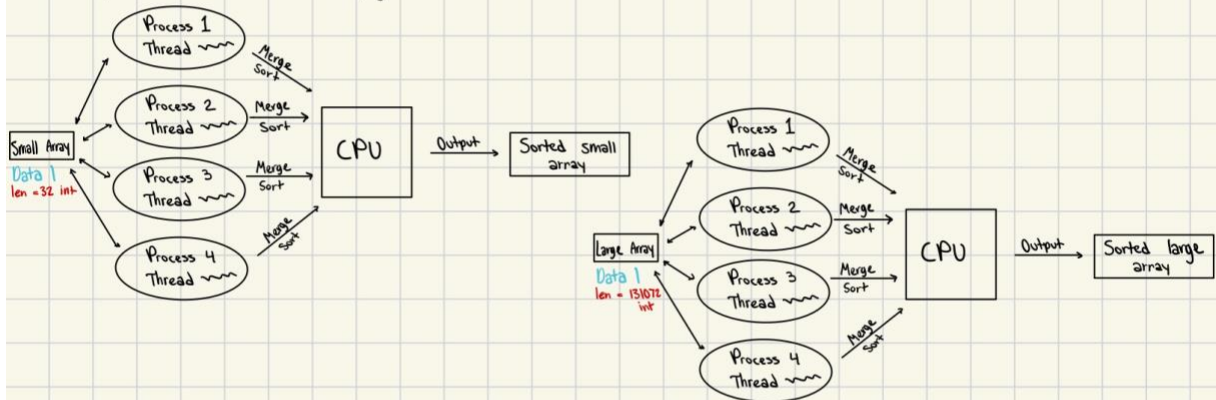 Process 1
Thread
Merge
Sort
Process 2
Thread
Merge
Sort
Small Array
Data 1
len = 32 int
Process 3
Thread
Merge
Sort
Process 4
Thread
Merge
Sort
CPU
Output
Sorted small
array
Process 1
Thread
Merge
Sort
Process 2
Thread
Merge
Sort
Large Array
Data 1
len = 131072
int
Process 3
Thread
Merge
Sort
Process 4
Thread
Merge
Sort
CPU
Output
Sorted large
array